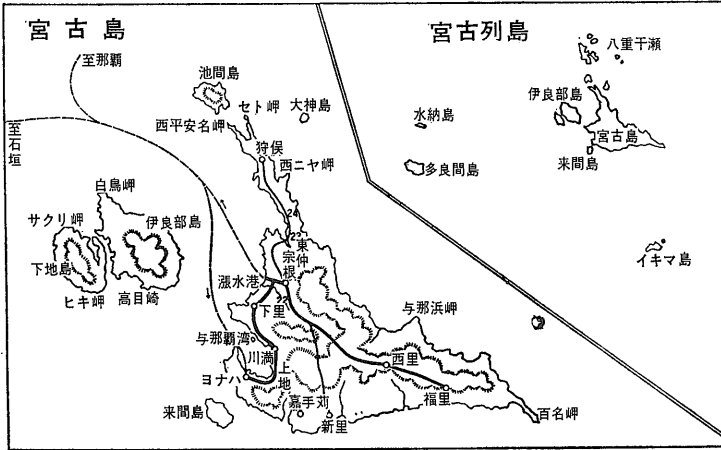 宮古島
宮古列島
至那覇
至石垣
池間島
セト岬
大神島
西平安名岬
狩俣
西ニヤ岬
白鳥岬
サクリ岬
伊良部島
下地島
ヒキ岬
高目崎
24
23
東仲宗根
漲水港
22
下里
与那浜岬
与那覇湾
川満
ヨナハ
上地
西里
福里
嘉手苅
新里
百名岬
来間島
八重干瀬
伊良部島
水納島
宮古島
来間島
多良間島
イキマ島